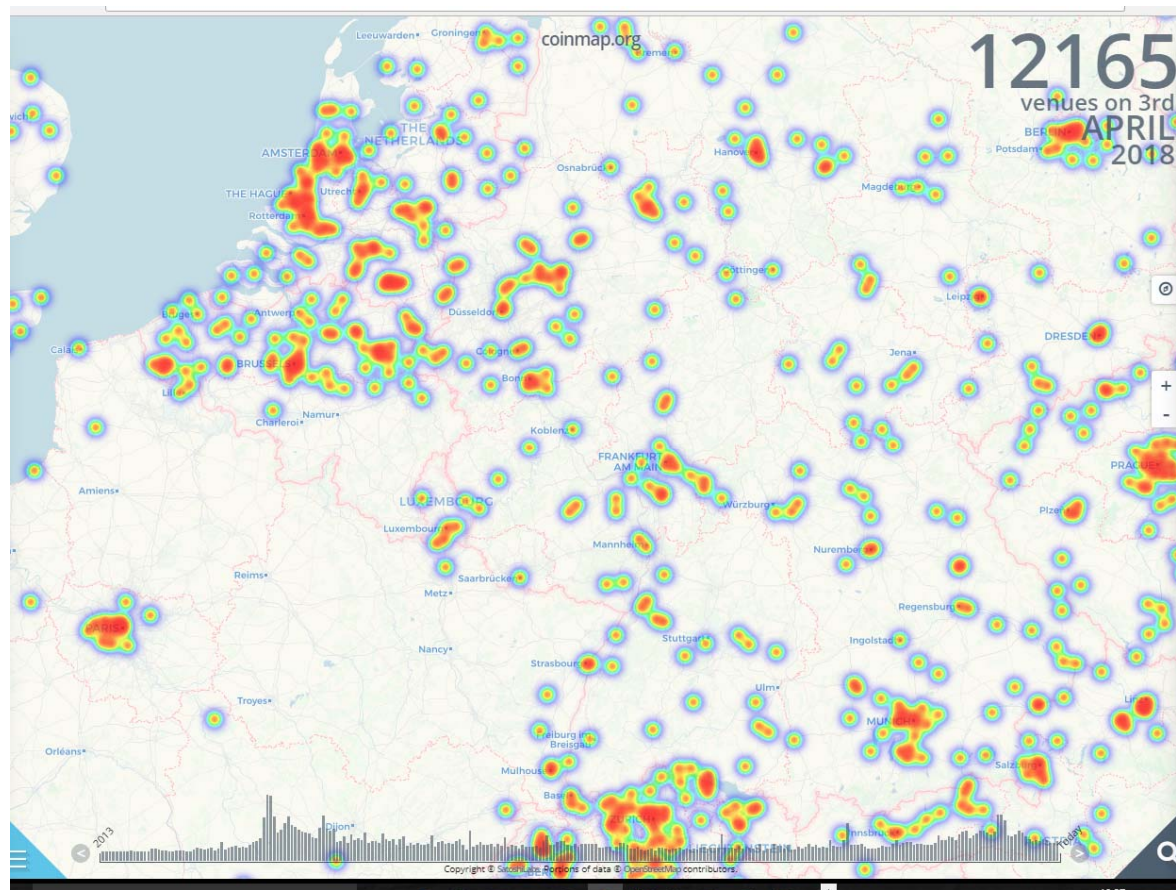 coinmap.org
12165
venues on 3rd
APRIL
2018
Leeuwarden
Groningen
Bremen
THE
NETHERLANDS
AMSTERDAM
Osnabrück
Hanover
BERLIN
Potsdam
Magdeburg
THE HAGUE
Utrecht
Rotterdam
Göttingen
Leipzig
Bruges
Antwerp
Düsseldorf
DRESDEN
Calais
BRUSSELS
Cologne
Jena
Lille
Bonn
Charleroi
Namur
Koblenz
FRANKFURT
AM MAIN
PRAGUE
Amiens
LUXEMBOURG
Würzburg
Plzen
Luxembourg
Mannheim
Nuremberg
Reims
Saarbrücken
Metz
Regensburg
PARIS
Nancy
Stuttgart
Ingolstadt
Strasbourg
Troyes
Ulm
MUNICH
Linz
Orléans
Freiburg im
Breisgau
Mulhouse
Salzburg
Basel
ZURICH
2013
Dijon
Innsbruck
Today
Copyright © SatoshiLabs. Portions of data © OpenStreetMap contributors.
+
-
<
>